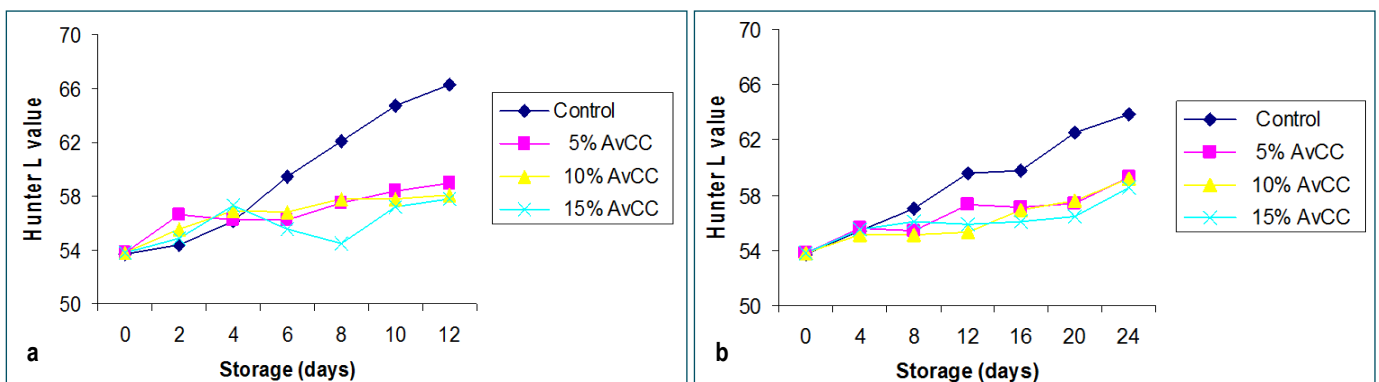 70
66
62
58
54
50
Hunter L value
0 2 4 6 8 10 12
Storage (days)
Control
5% AvCC
10% AvCC
15% AvCC
a
70
66
62
58
54
50
Hunter L value
0 4 8 12 16 20 24
Storage (days)
Control
5% AvCC
10% AvCC
15% AvCC
b